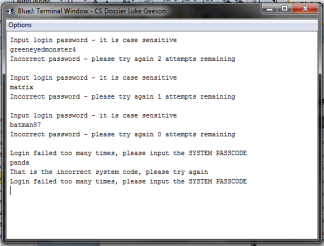 BlueJ: Terminal Window - CS Dossier Luke Geeson
Options
Input login password - it is case sensitive
greeneyedmonster4
Incorrect password - please try again 2 attempts remaining
Input login password - it is case sensitive
matrix
Incorrect password - please try again 1 attempts remaining
Input login password - it is case sensitive
batman87
Incorrect password - please try again 0 attempts remaining
Login failed too many times, please input the SYSTEM PASSCODE
panda
That is the incorrect system code, please try again
Login failed too many times, please input the SYSTEM PASSCODE